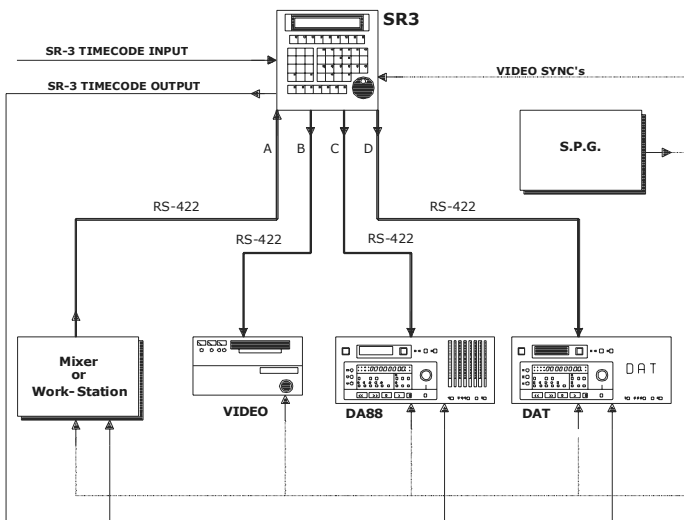 SR3
SR-3 TIMECODE INPUT
VIDEO SYNC's
SR-3 TIMECODE OUTPUT
A
B
C
D
S.P.G.
RS-422
RS-422
RS-422
RS-422
Mixer
or
Work-Station
VIDEO
DA88
DAT
DAT